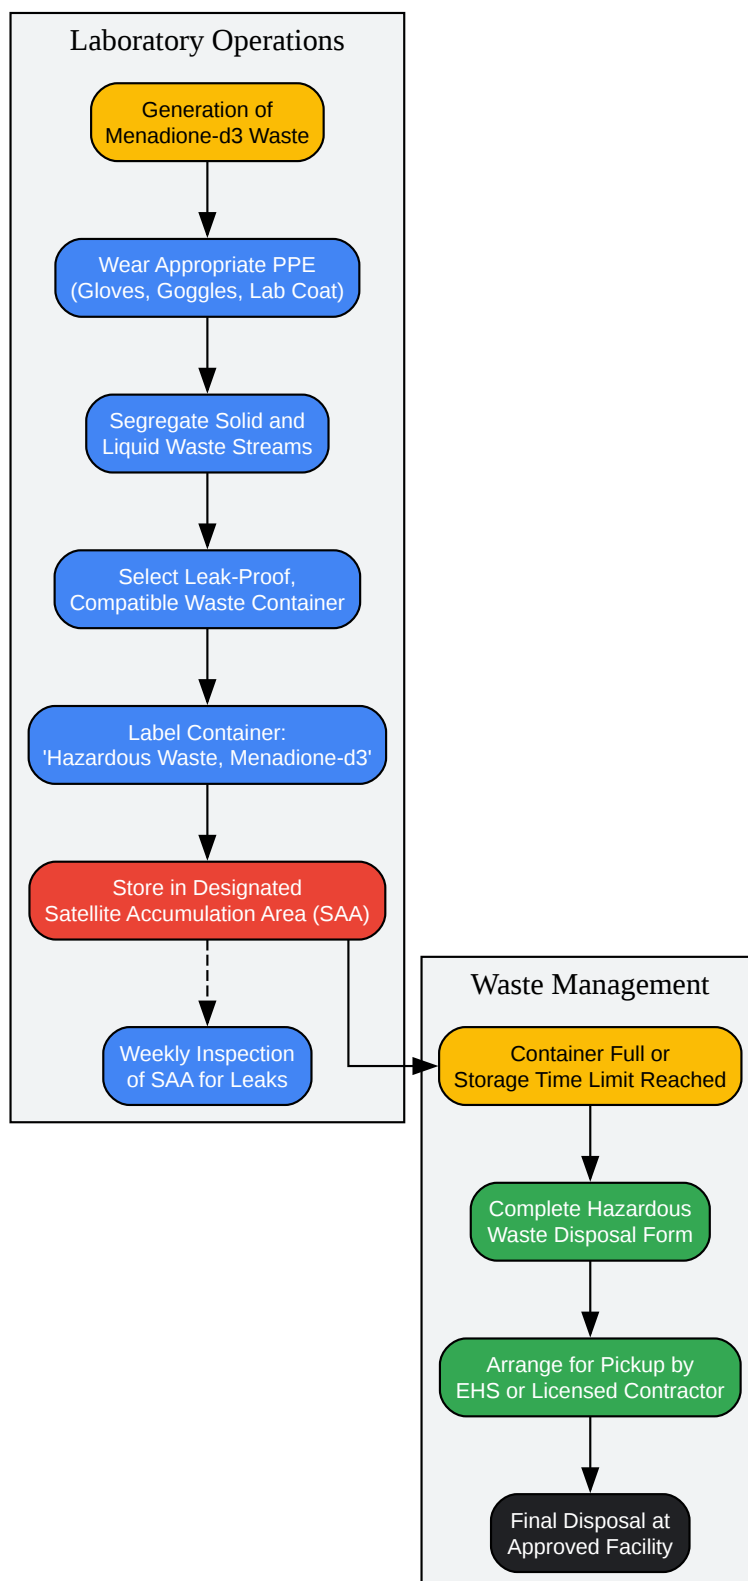 Laboratory Operations
Generation of
Menadione-d3 Waste
Wear Appropriate PPE
(Gloves, Goggles, Lab Coat)
Segregate Solid and
Liquid Waste Streams
Select Leak-Proof,
Compatible Waste Container
Label Container:
'Hazardous Waste, Menadione-d3'
Store in Designated
Satellite Accumulation Area (SAA)
Weekly Inspection
of SAA for Leaks
Waste Management
Container Full or
Storage Time Limit Reached
Complete Hazardous
Waste Disposal Form
Arrange for Pickup by
EHS or Licensed Contractor
Final Disposal at
Approved Facility